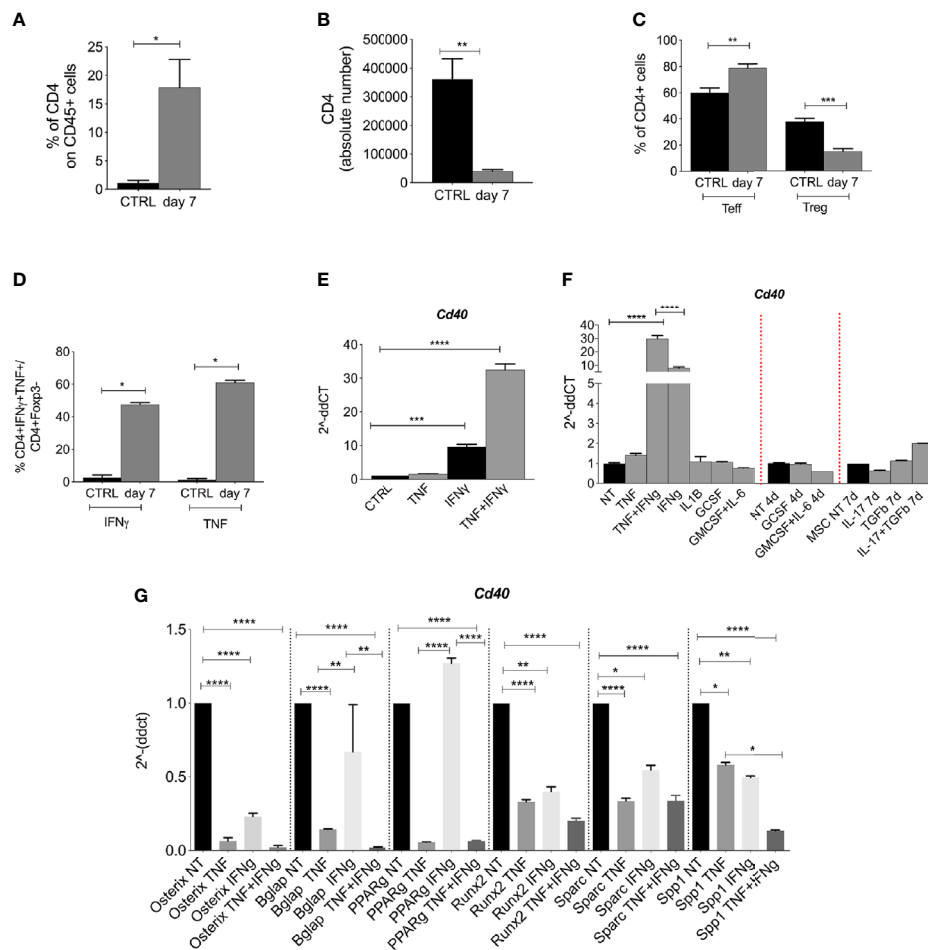 A
% of CD4
on CD45+ cells
25
20
15
10
5
0
*
CTRL day 7
B
CD4
(absolute number)
500000
400000
300000
200000
100000
0
**
CTRL day 7
C
% of CD4+ cells
100
80
60
40
20
0
**
***
CTRL day 7 CTRL day 7
Teff Treg
D
% CD4+IFNγ+TNF+/
CD4+Foxp3-
80
60
40
20
0
*
*
CTRL day 7 CTRL day 7
IFNγ TNF
E
Cd40
2^-ddCT
40
30
20
10
0
****
***
CTRL
TNF
IFNγ
TNF+IFNγ
F
Cd40
2^-ddCT
40
35
30
25
20
15
10
5
4
3
2
1
0
****
****
NT
TNF
TNF+IFNg
IFNg
IL1B
GCSF
GMCSF+IL-6
NT 4d
GCSF 4d
GMCSF+IL-6 4d
MSC NT 7d
IL-17 7d
TGFb 7d
IL-17+TGFb 7d
G
Cd40
2^-(ddct)
1.5
1.0
0.5
0.0
****
****
****
****
** **
****
****
**** ****
****
**
****
****
*
****
****
**
*
*
Osterix NT
Osterix TNF
Osterix IFNg
Osterix TNF+IFNg
Bglap NT
Bglap TNF
Bglap IFNg
Bglap TNF+IFNg
PPARg NT
PPARg TNF
PPARg IFNg
PPARg TNF+IFNg
Runx2 NT
Runx2 TNF
Runx2 IFNg
Runx2 TNF+IFNg
Sparc NT
Sparc TNF
Sparc IFNg
Sparc TNF+IFNg
Spp1 NT
Spp1 TNF
Spp1 IFNg
Spp1 TNF+IFNg